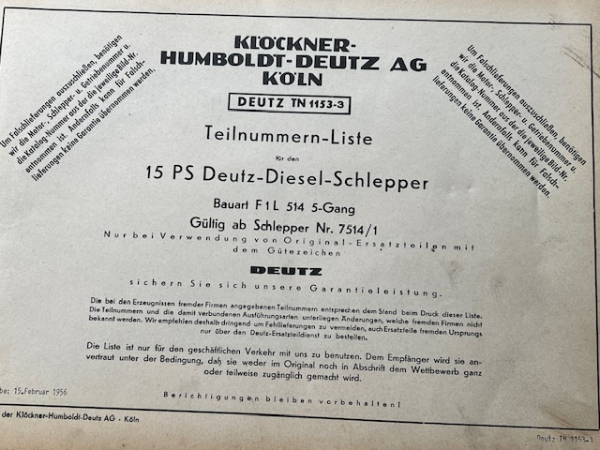 KLÖCKNER-
HUMBOLDT-DEUTZ AG
KÖLN
DEUTZ TN 1153-3
Um Falschlieferungen auszuschließen, benötigen
wir die Motor-, Schlepper- u. Getriebenummer u.
die Katalog-Nummer aus der die jeweilige Bild-Nr.
entnommen ist. Andernfalls kann für Falsch-
lieferungen keine Garantie übernommen werden.
Um Falschlieferungen auszuschließen, benötigen
wir die Motor-, Schlepper- u. Getriebenummer u.
die Katalog-Nummer aus der die jeweilige Bild-Nr.
entnommen ist. Andernfalls kann für Falsch-
lieferungen keine Garantie übernommen werden.
Teilnummern-Liste
für den
15 PS Deutz-Diesel-Schlepper
Bauart F1L 514 5-Gang
Gültig ab Schlepper Nr. 7514/1
Nur bei Verwendung von Original-Ersatzteilen mit
dem Gütezeichen
DEUTZ
sichern Sie sich unsere Garantieleistung.
Die bei den Erzeugnissen fremder Firmen angegebenen Teilnummern entsprechen dem Stand beim Druck dieser Liste.
Die Teilnummern und die damit verbundenen Ausführungsarten unterliegen Änderungen, welche fremden Firmen nicht
bekannt werden. Wir empfehlen deshalb dringend um Fehllieferungen zu vermeiden, auch Ersatzteile fremden Ursprungs
nur über den Deutz-Ersatzteildienst zu bestellen.
Die Liste ist nur für den geschäftlichen Verkehr mit uns zu benutzen. Dem Empfänger wird sie an-
vertraut unter der Bedingung, daß sie weder im Original noch in Abschrift dem Wettbewerb ganz
oder teilweise zugänglich gemacht wird.
Berichtigungen bleiben vorbehalten!
be: 15. Februar 1956
der Klöckner-Humboldt-Deutz AG - Köln
Deutz TN 1153-3